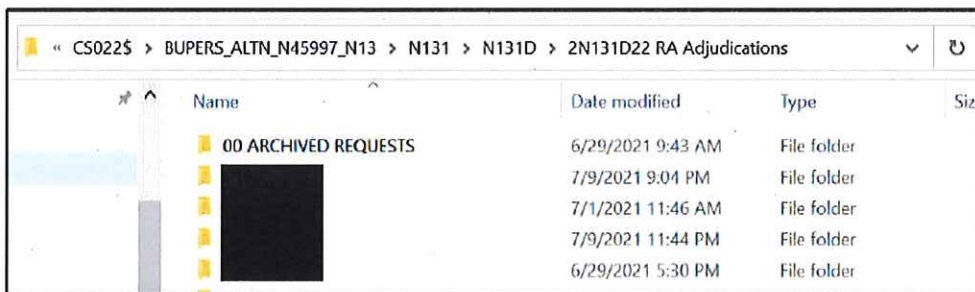 « CS022$ > BUPERS_ALTN_N45997_N13 > N131 > N131D > 2N131D22 RA Adjudications
Name Date modified Type Siz
00 ARCHIVED REQUESTS 6/29/2021 9:43 AM File folder
7/9/2021 9:04 PM File folder
7/1/2021 11:46 AM File folder
7/9/2021 11:44 PM File folder
6/29/2021 5:30 PM File folder